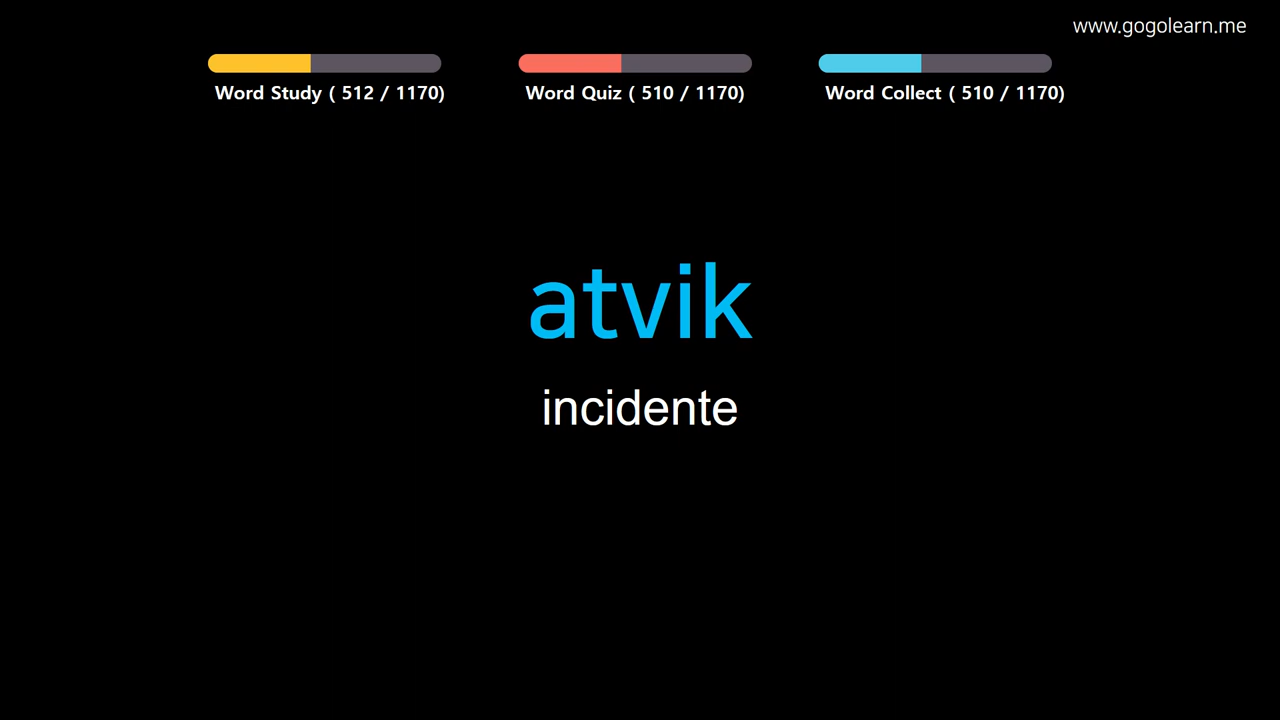 www.gogolearn.me
Word Study ( 512 / 1170)
Word Quiz ( 510 / 1170)
Word Collect ( 510 / 1170)
atvik
incidente